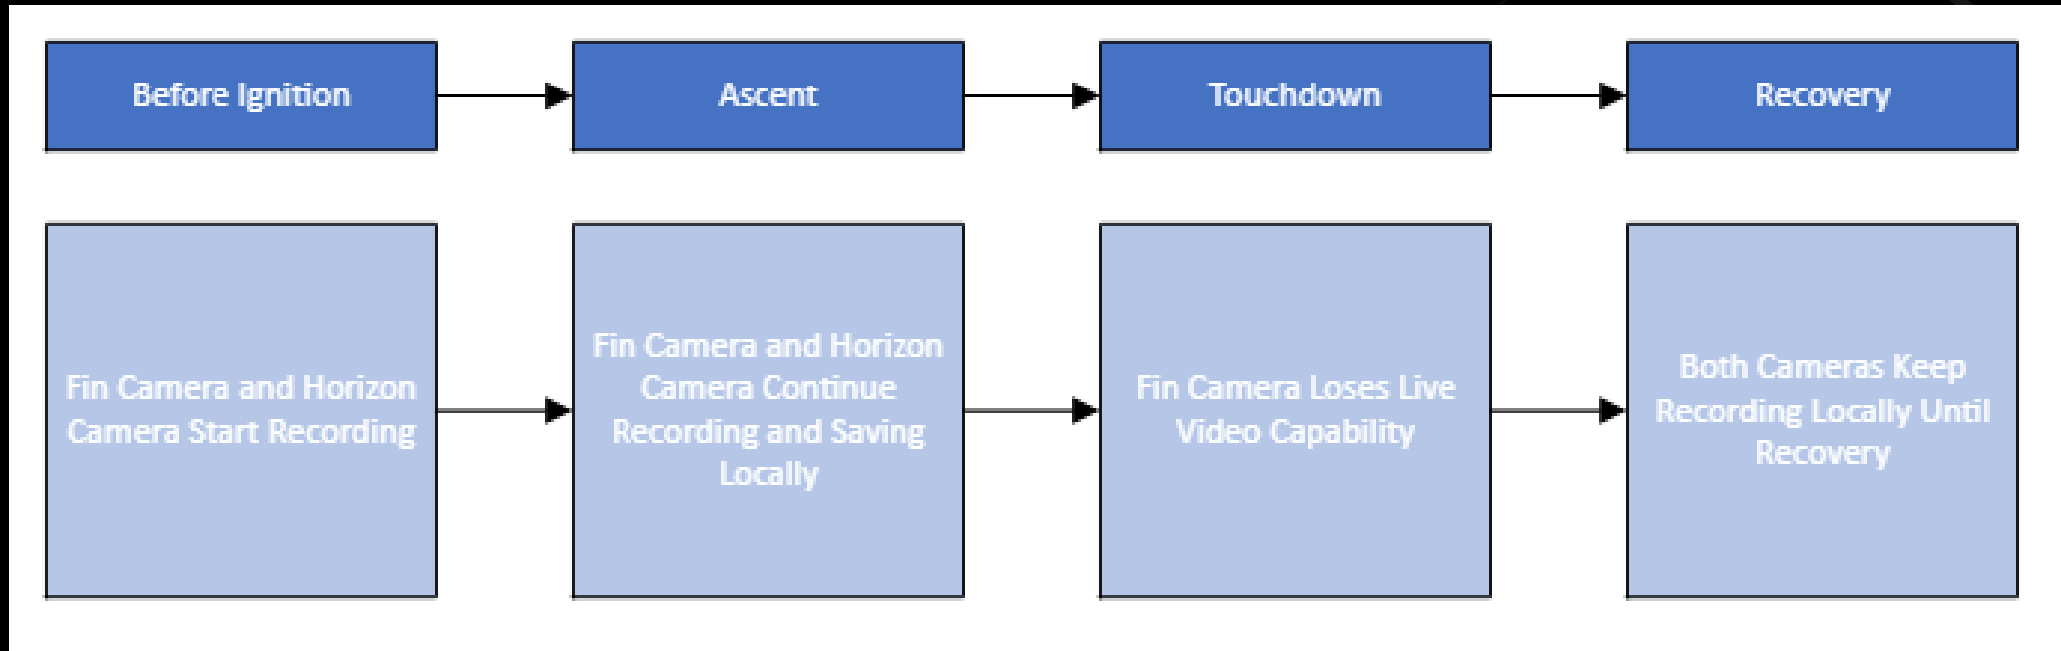 Before Ignition
Ascent
Touchdown
Recovery
Fin Camera and Horizon
Camera Start Recording
Fin Camera and Horizon
Camera Continue
Recording and Saving
Locally
Fin Camera Loses Live
Video Capability
Both Cameras Keep
Recording Locally Until
Recovery